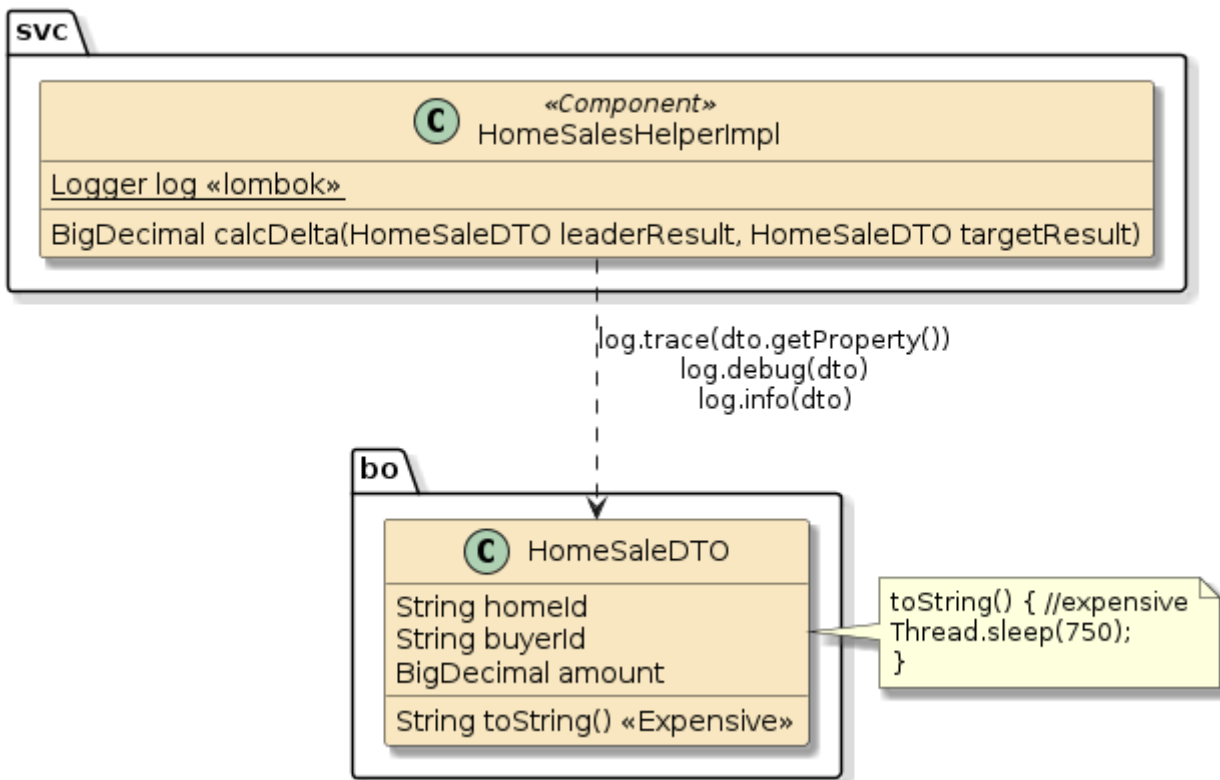 svc
C
«Component»
HomeSalesHelperImpl
Logger log «lombok»
BigDecimal calcDelta(HomeSaleDTO leaderResult, HomeSaleDTO targetResult)
log.trace(dto.getProperty())
log.debug(dto)
log.info(dto)
bo
C HomeSaleDTO
String homeId
String buyerId
BigDecimal amount
String toString() «Expensive»
toString() { //expensive
Thread.sleep(750);
}